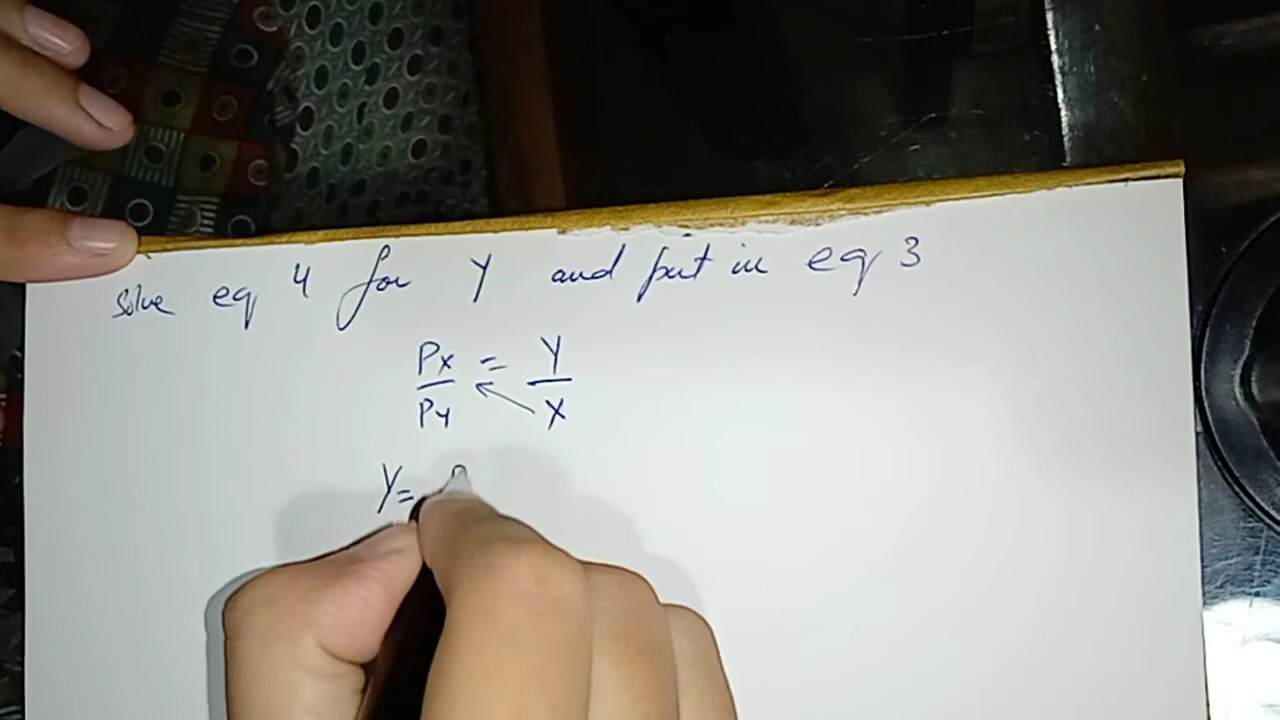 Solve eq 4 for Y and put in eq 3
Px = Y
Py X
Y=